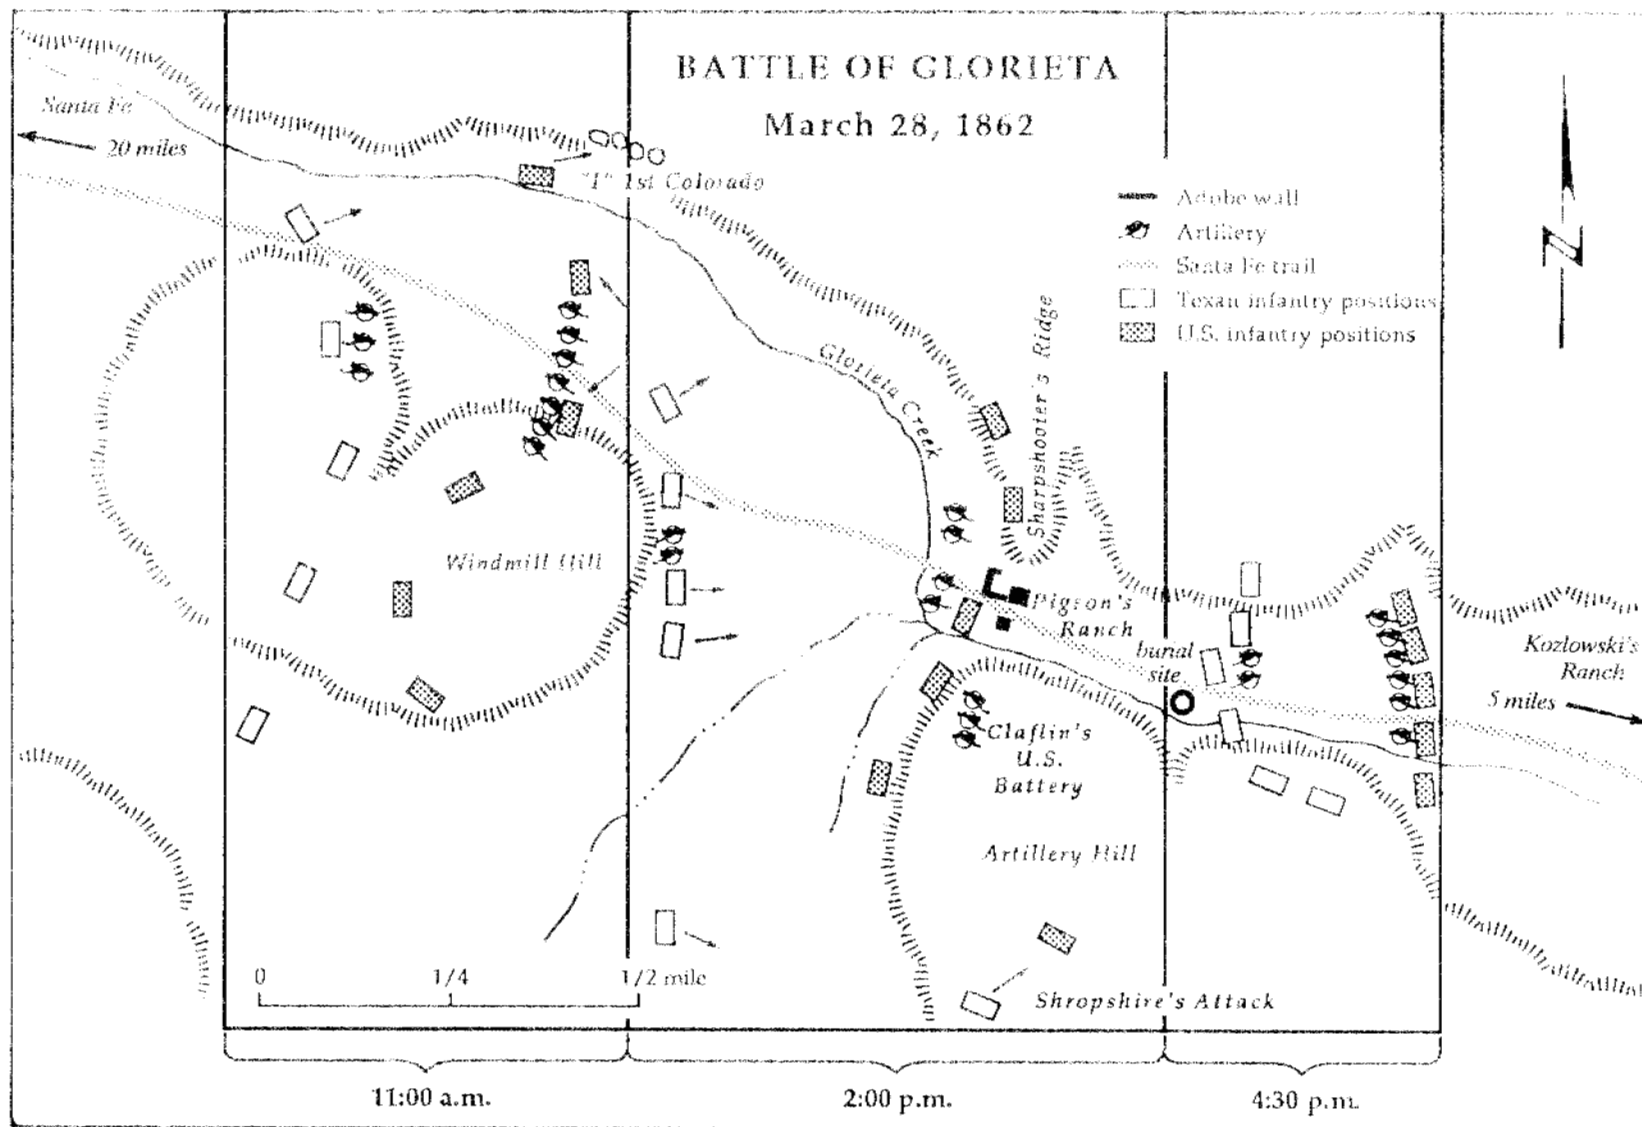 BATTLE OF GLORIETA
March 28, 1862
Santa Fe
20 miles
"I" 1st Colorado
Adobe wall
Artillery
Santa Fe trail
Texan infantry positions
U.S. infantry positions
N
Glorieta Creek
Sharpshooter's Ridge
Windmill Hill
Pigeon's
Ranch
burial
site
Kozlowski's
Ranch
5 miles
Claflin's
U.S.
Battery
Artillery Hill
0 1/4 1/2 mile
Shropshire's Attack
11:00 a.m.
2:00 p.m.
4:30 p.m.